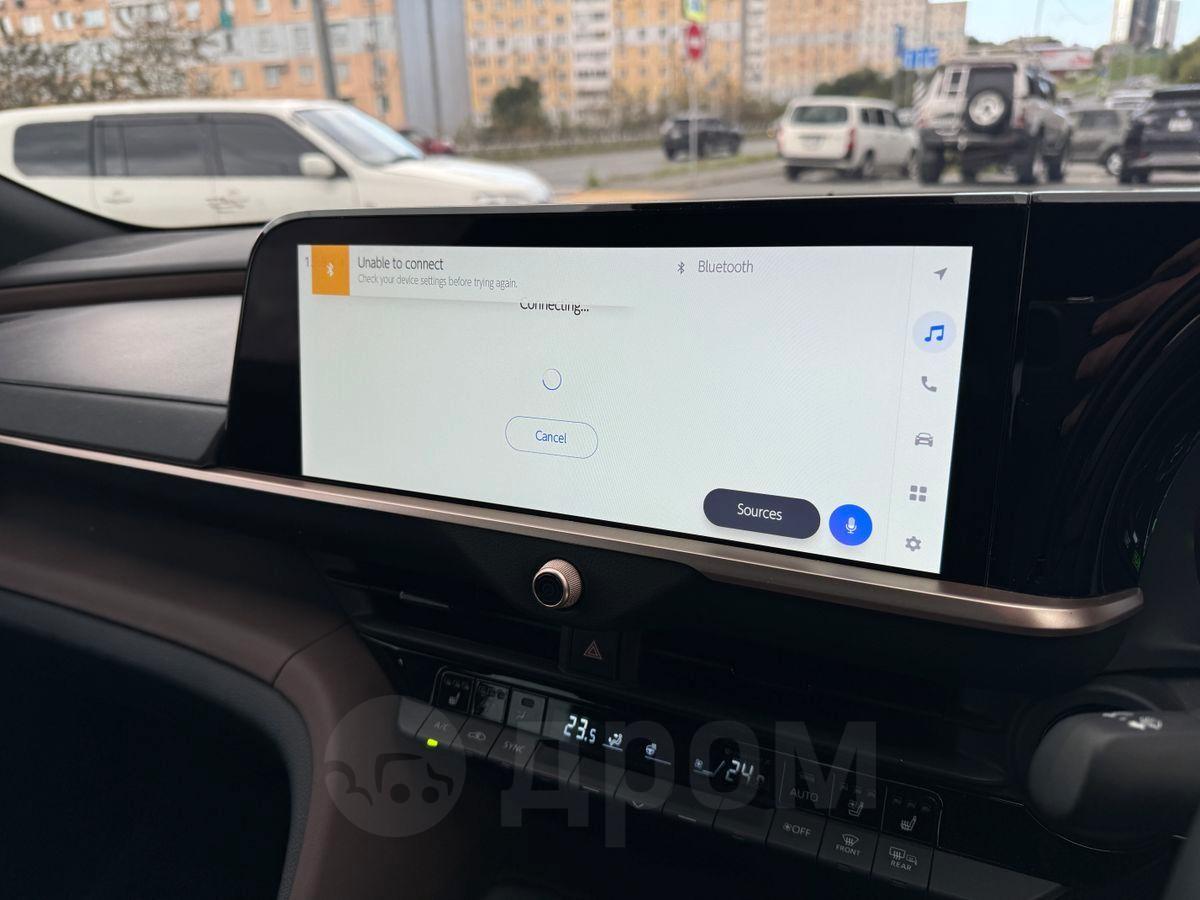 1
Unable to connect
Check your device settings before trying again.
Bluetooth
Connecting...
Cancel
Sources
A/C
SYNC
23.5
24.
AUTO
OFF
FRONT
REAR
дром